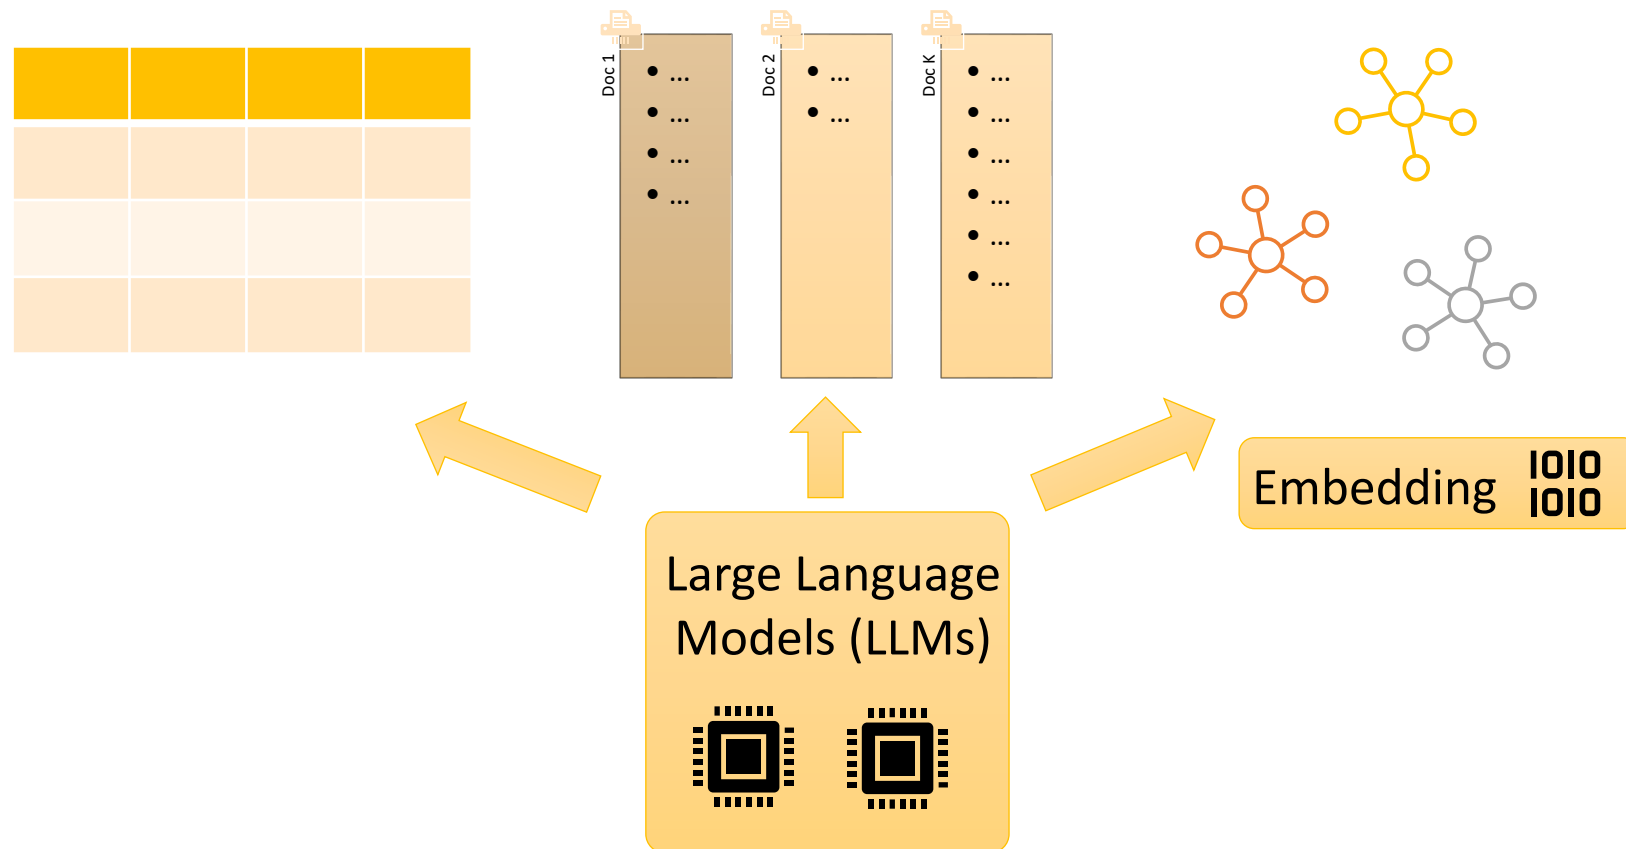 Doc 1
• ...
• ...
• ...
• ...
Doc 2
• ...
• ...
Doc K
• ...
• ...
• ...
• ...
• ...
• ...
Embedding
1010
1010
Large Language
Models (LLMs)